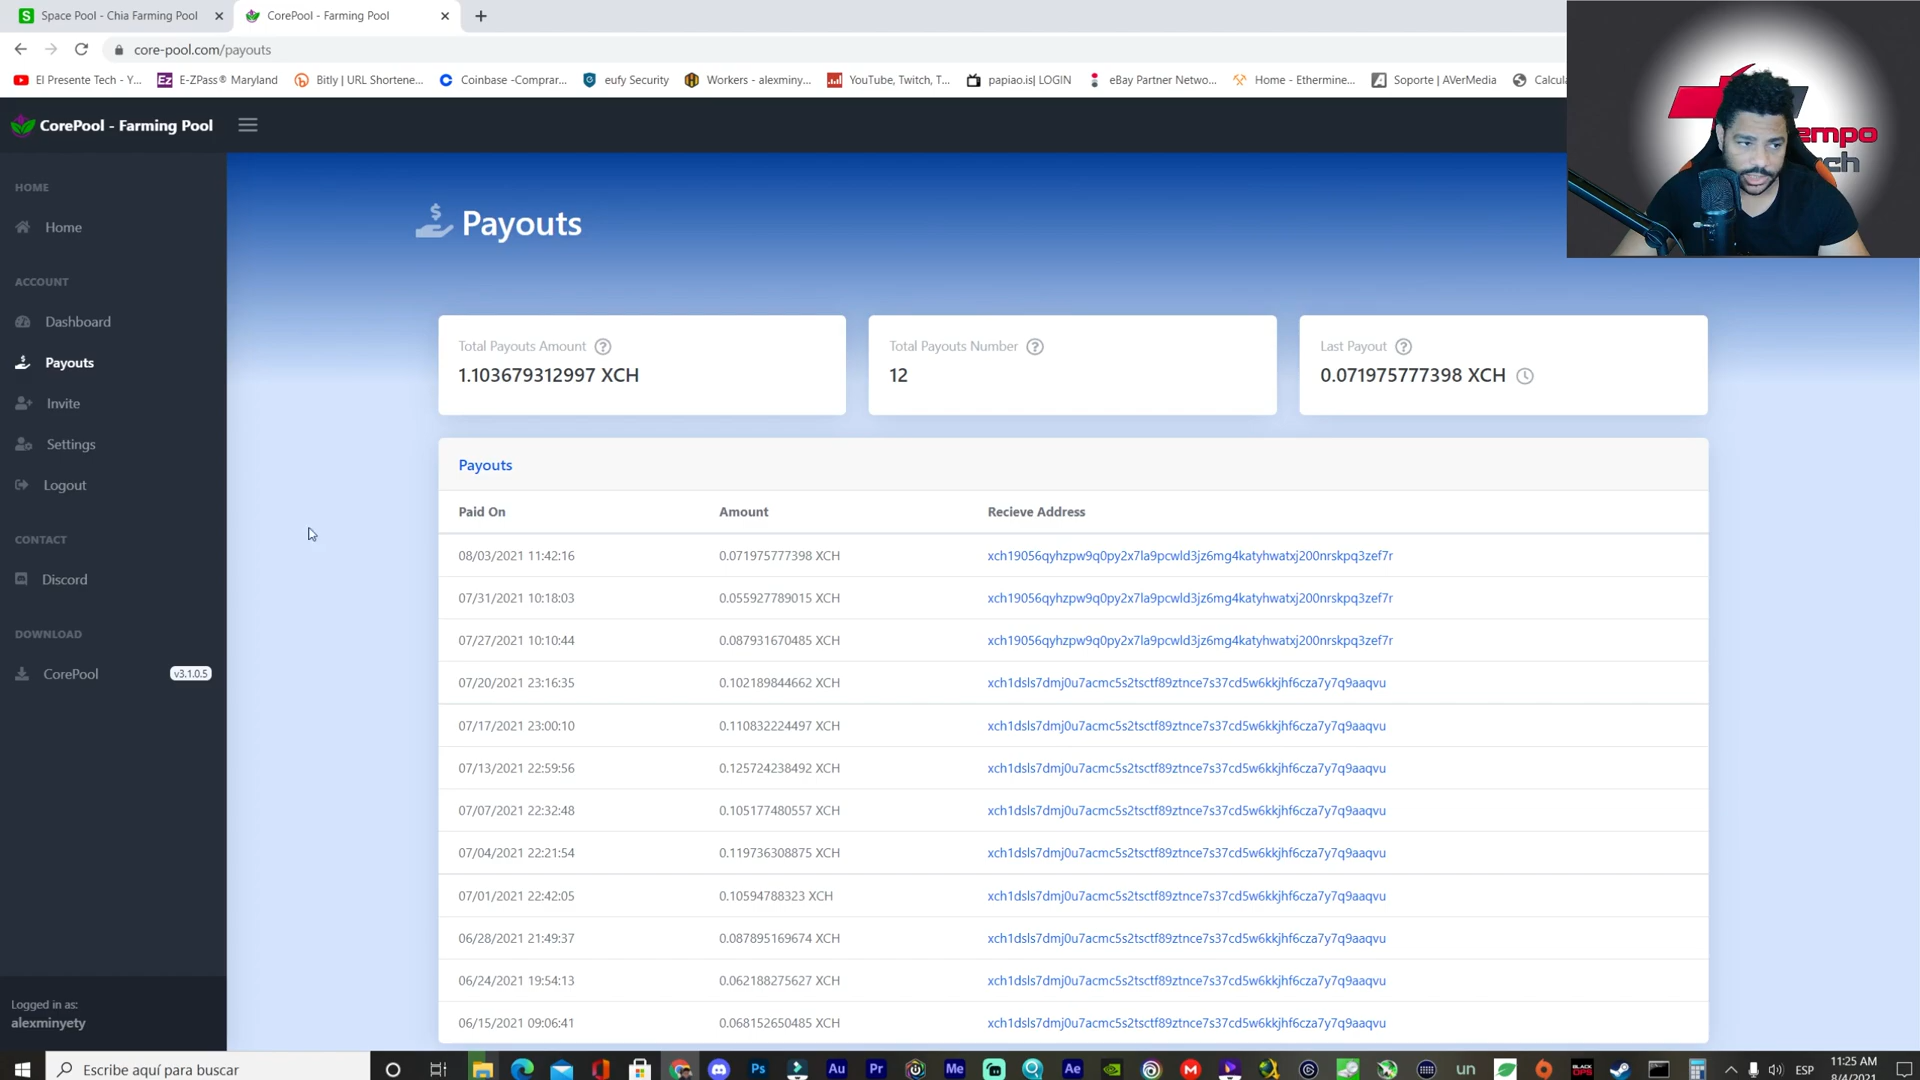 Space Pool - Chia Farming Pool
CorePool - Farming Pool
core-pool.com/payouts
El Presente Tech - Y...
E-ZPass® Maryland
Bitly | URL Shortene...
Coinbase -Comprar...
eufy Security
Workers - alexminy...
YouTube, Twitch, T...
papiao.is| LOGIN
eBay Partner Netwo...
Home - Ethermine...
Soporte | AVerMedia
Calcula
empo
ch
CorePool - Farming Pool
HOME
Home
ACCOUNT
Dashboard
Payouts
Invite
Settings
Logout
CONTACT
Discord
DOWNLOAD
CorePool v3.1.0.5
Logged in as:
alexminyety
Payouts
Total Payouts Amount
1.103679312997 XCH
Total Payouts Number
12
Last Payout
0.071975777398 XCH
Payouts
Paid On Amount Recieve Address
08/03/2021 11:42:16 0.071975777398 XCH xch19056qyhzpw9q0py2x7la9pcwld3jz6mg4katyhwatxj200nrskpq3zef7r
07/31/2021 10:18:03 0.055927789015 XCH xch19056qyhzpw9q0py2x7la9pcwld3jz6mg4katyhwatxj200nrskpq3zef7r
07/27/2021 10:10:44 0.087931670485 XCH xch19056qyhzpw9q0py2x7la9pcwld3jz6mg4katyhwatxj200nrskpq3zef7r
07/20/2021 23:16:35 0.102189844662 XCH xch1dsls7dmj0u7acmc5s2tsctf89ztnce7s37cd5w6kkjhf6cza7y7q9aaqvu
07/17/2021 23:00:10 0.110832224497 XCH xch1dsls7dmj0u7acmc5s2tsctf89ztnce7s37cd5w6kkjhf6cza7y7q9aaqvu
07/13/2021 22:59:56 0.125724238492 XCH xch1dsls7dmj0u7acmc5s2tsctf89ztnce7s37cd5w6kkjhf6cza7y7q9aaqvu
07/07/2021 22:32:48 0.105177480557 XCH xch1dsls7dmj0u7acmc5s2tsctf89ztnce7s37cd5w6kkjhf6cza7y7q9aaqvu
07/04/2021 22:21:54 0.119736308875 XCH xch1dsls7dmj0u7acmc5s2tsctf89ztnce7s37cd5w6kkjhf6cza7y7q9aaqvu
07/01/2021 22:42:05 0.10594788323 XCH xch1dsls7dmj0u7acmc5s2tsctf89ztnce7s37cd5w6kkjhf6cza7y7q9aaqvu
06/28/2021 21:49:37 0.087895169674 XCH xch1dsls7dmj0u7acmc5s2tsctf89ztnce7s37cd5w6kkjhf6cza7y7q9aaqvu
06/24/2021 19:54:13 0.062188275627 XCH xch1dsls7dmj0u7acmc5s2tsctf89ztnce7s37cd5w6kkjhf6cza7y7q9aaqvu
06/15/2021 09:06:41 0.068152650485 XCH xch1dsls7dmj0u7acmc5s2tsctf89ztnce7s37cd5w6kkjhf6cza7y7q9aaqvu
Escribe aquí para buscar
ESP
11:25 AM
8/4/2021